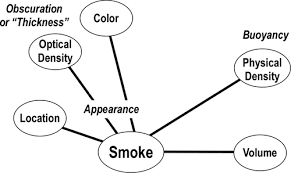 Obscuration
or "Thickness"
Color
Optical
Density
Buoyancy
Physical
Density
Appearance
Location
Smoke
Volume